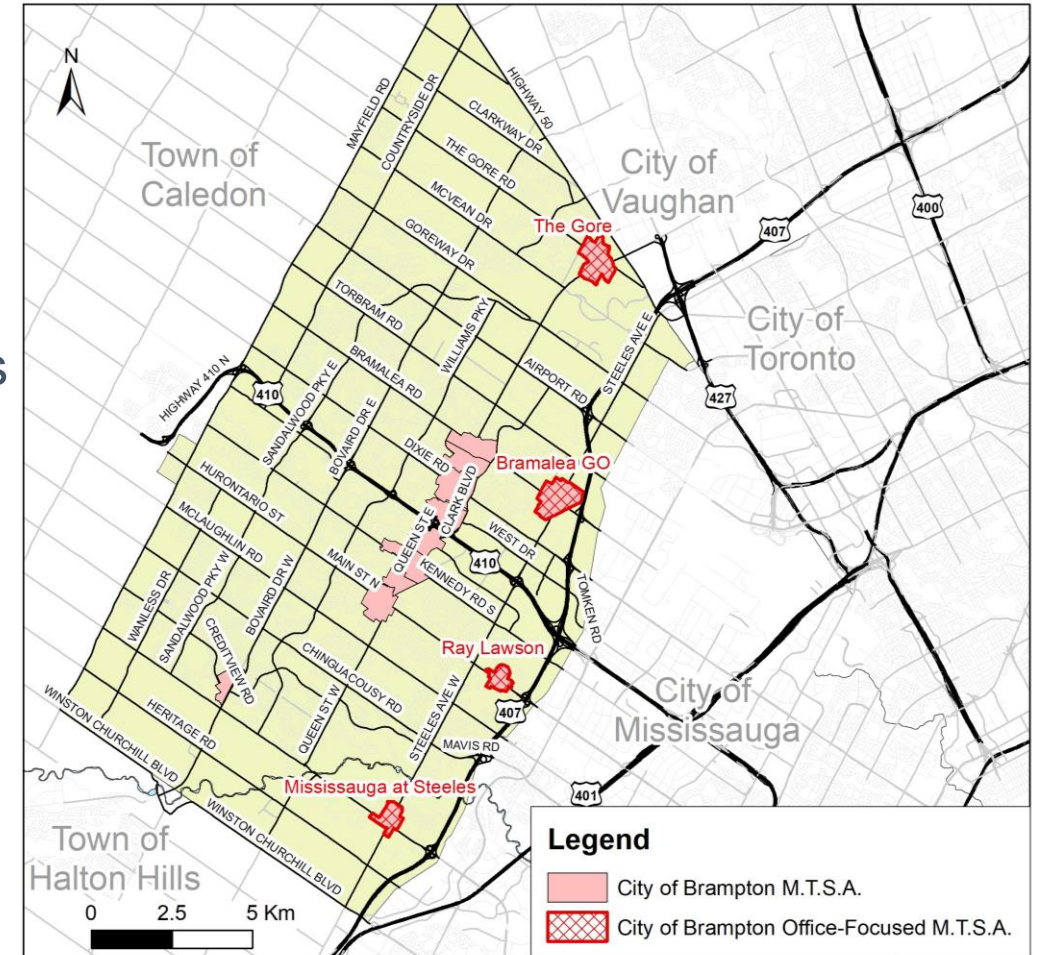 N
MAYFIELD RD
COUNTRYSIDE DR
HIGHWAY 50
CLARKWAY DR
THE GORE RD
MCVEAN DR
GOREWAY DR
Town of
Caledon
City of
Vaughan
The Gore
407
400
TORBRAM RD
WILLIAMS PKY
BRAMALEA RD
AIRPORT RD
STEELES AVE E
City of
Toronto
427
S
HIGHWAY 410 N
410
SANDALWOOD PKY E
BOVAIRD DR E
DIXIE RD
CLARK BLVD
QUEEN ST E
Bramalea GO
HURONTARIO ST
MCLAUGHLIN RD
MAIN ST N
WEST DR
410
KENNEDY RD S
TOMKEN RD
WANLESS DR
SANDALWOOD PKY W
BOVAIRD DR W
CREDITVIEW RD
CHINGUACOUSY RD
Ray Lawson
407
City of
Mississauga
WINSTON CHURCHILL BLVD
HERITAGE RD
QUEEN ST W
STEELES AVE W
MAVIS RD
Mississauga at Steeles
401
WINSTON CHURCHILL BLVD
Town of
Halton Hills
0 2.5 5 Km
Legend
City of Brampton M.T.S.A.
City of Brampton Office-Focused M.T.S.A.